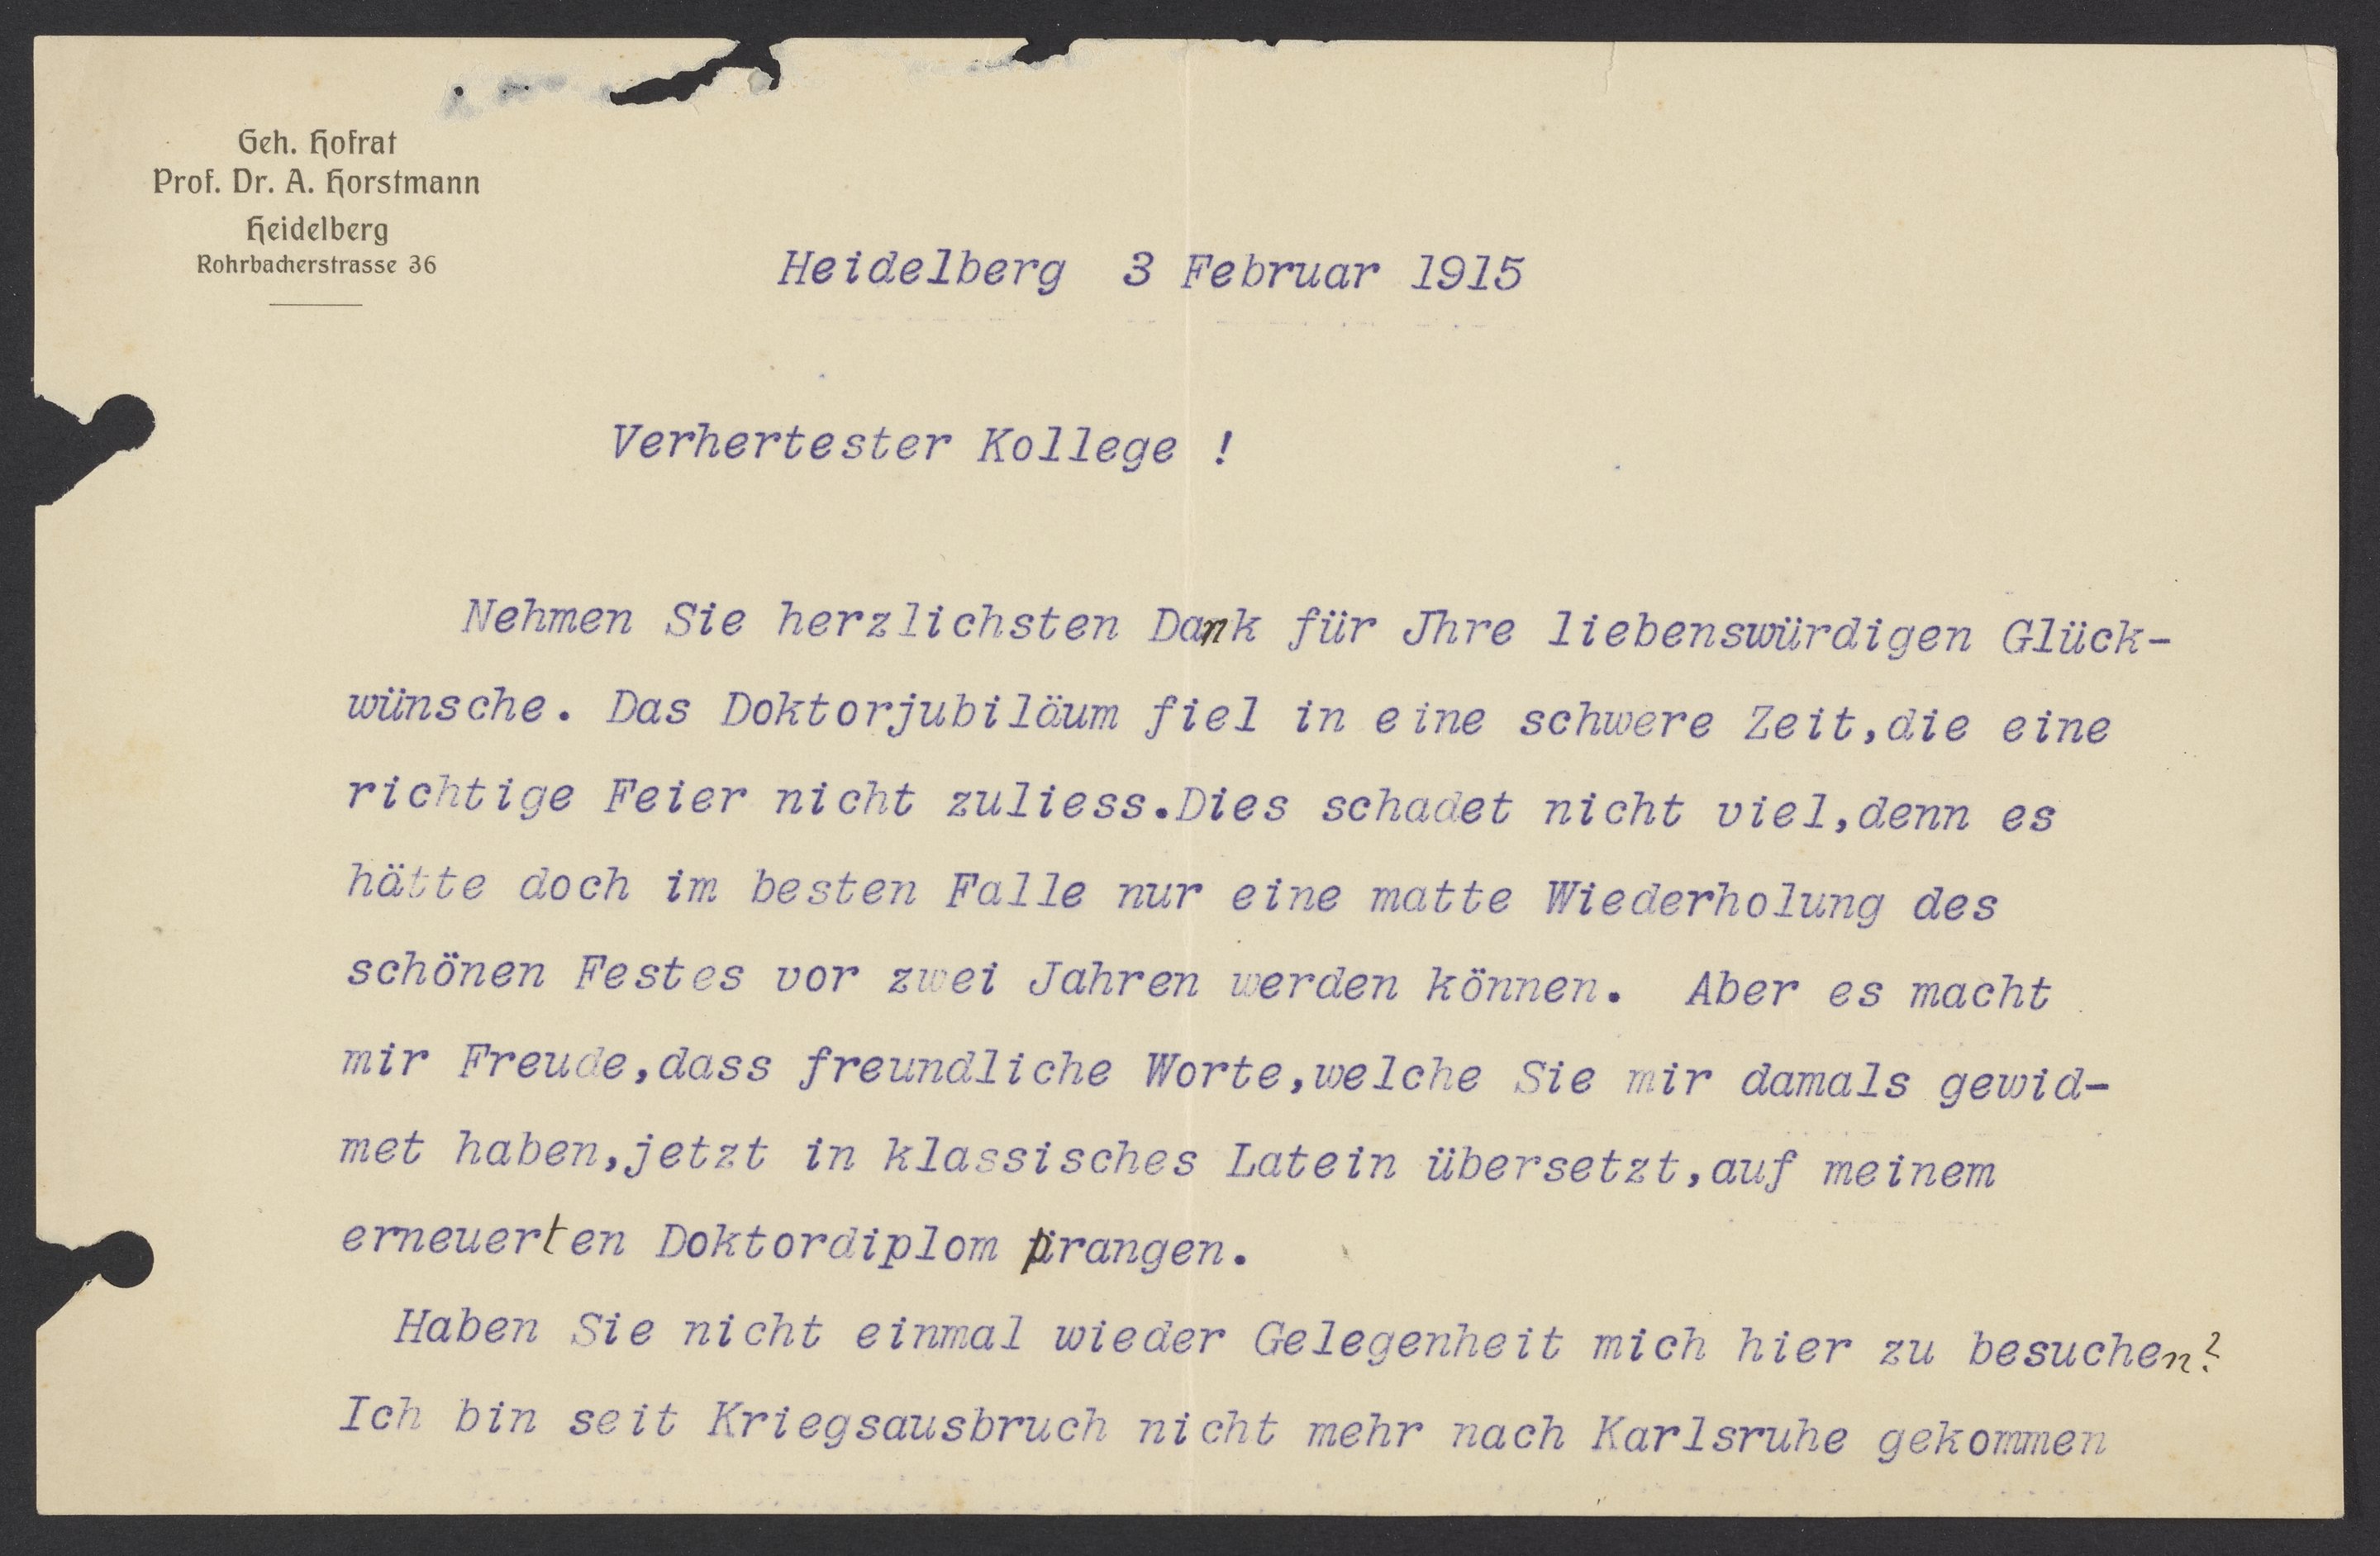 Geh. Hofrat
Prof. Dr. A. Horstmann
Heidelberg
Rohrbacherstrasse 36
Heidelberg 3 Februar 1915
Verhertester Kollege !
Nehmen Sie herzlichsten Dank für Jhre liebenswürdigen Glück-
wünsche. Das Doktorjubiläum fiel in eine schwere Zeit,die eine
richtige Feier nicht zuliess.Dies schadet nicht viel,denn es
hätte doch im besten Falle nur eine matte Wiederholung des
schönen Festes vor zwei Jahren werden können. Aber es macht
mir Freude,dass freundliche Worte,welche Sie mir damals gewid-
met haben,jetzt in klassisches Latein übersetzt,auf meinem
erneuerten Doktordiplom prangen.
Haben Sie nicht einmal wieder Gelegenheit mich hier zu besuchen?
Ich bin seit Kriegsausbruch nicht mehr nach Karlsruhe gekommen